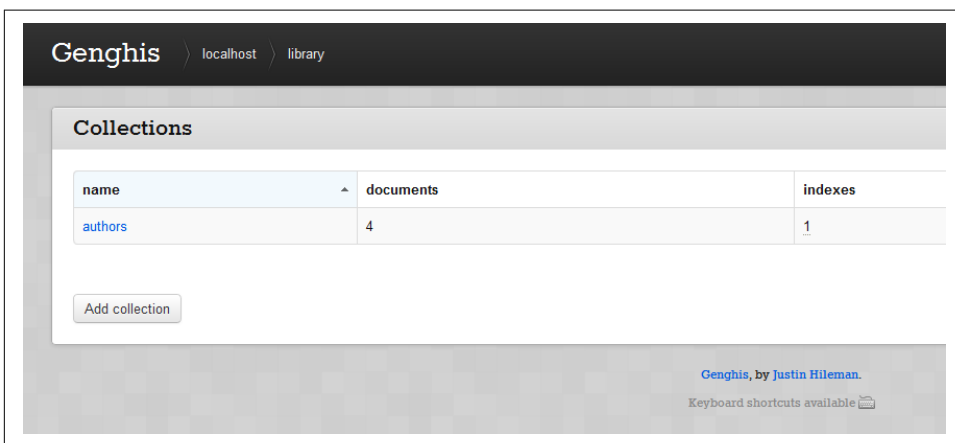 Genghis localhost library
Collections
name documents indexes
authors 4 1
Add collection
Genghis, by Justin Hileman.
Keyboard shortcuts available